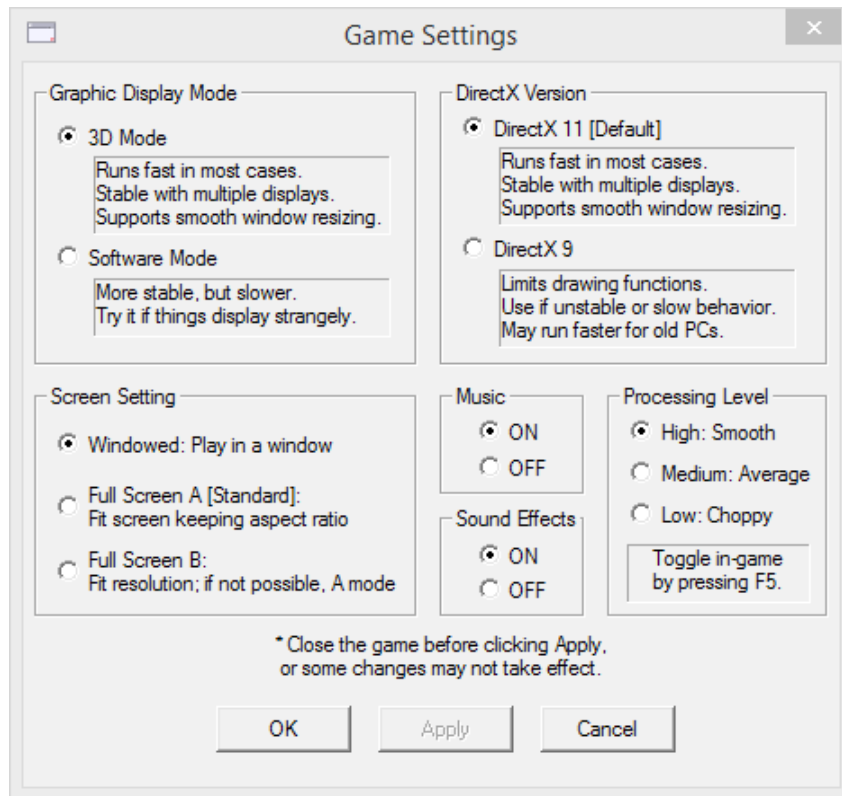 Game Settings
Graphic Display Mode
3D Mode
Runs fast in most cases.
Stable with multiple displays.
Supports smooth window resizing.
Software Mode
More stable, but slower.
Try it if things display strangely.
DirectX Version
DirectX 11 [Default]
Runs fast in most cases.
Stable with multiple displays.
Supports smooth window resizing.
DirectX 9
Limits drawing functions.
Use if unstable or slow behavior.
May run faster for old PCs.
Screen Setting
Windowed: Play in a window
Full Screen A [Standard]:
Fit screen keeping aspect ratio
Full Screen B:
Fit resolution; if not possible, A mode
Music
ON
OFF
Sound Effects
ON
OFF
Processing Level
High: Smooth
Medium: Average
Low: Choppy
Toggle in-game
by pressing F5.
* Close the game before clicking Apply,
or some changes may not take effect.
OK
Apply
Cancel